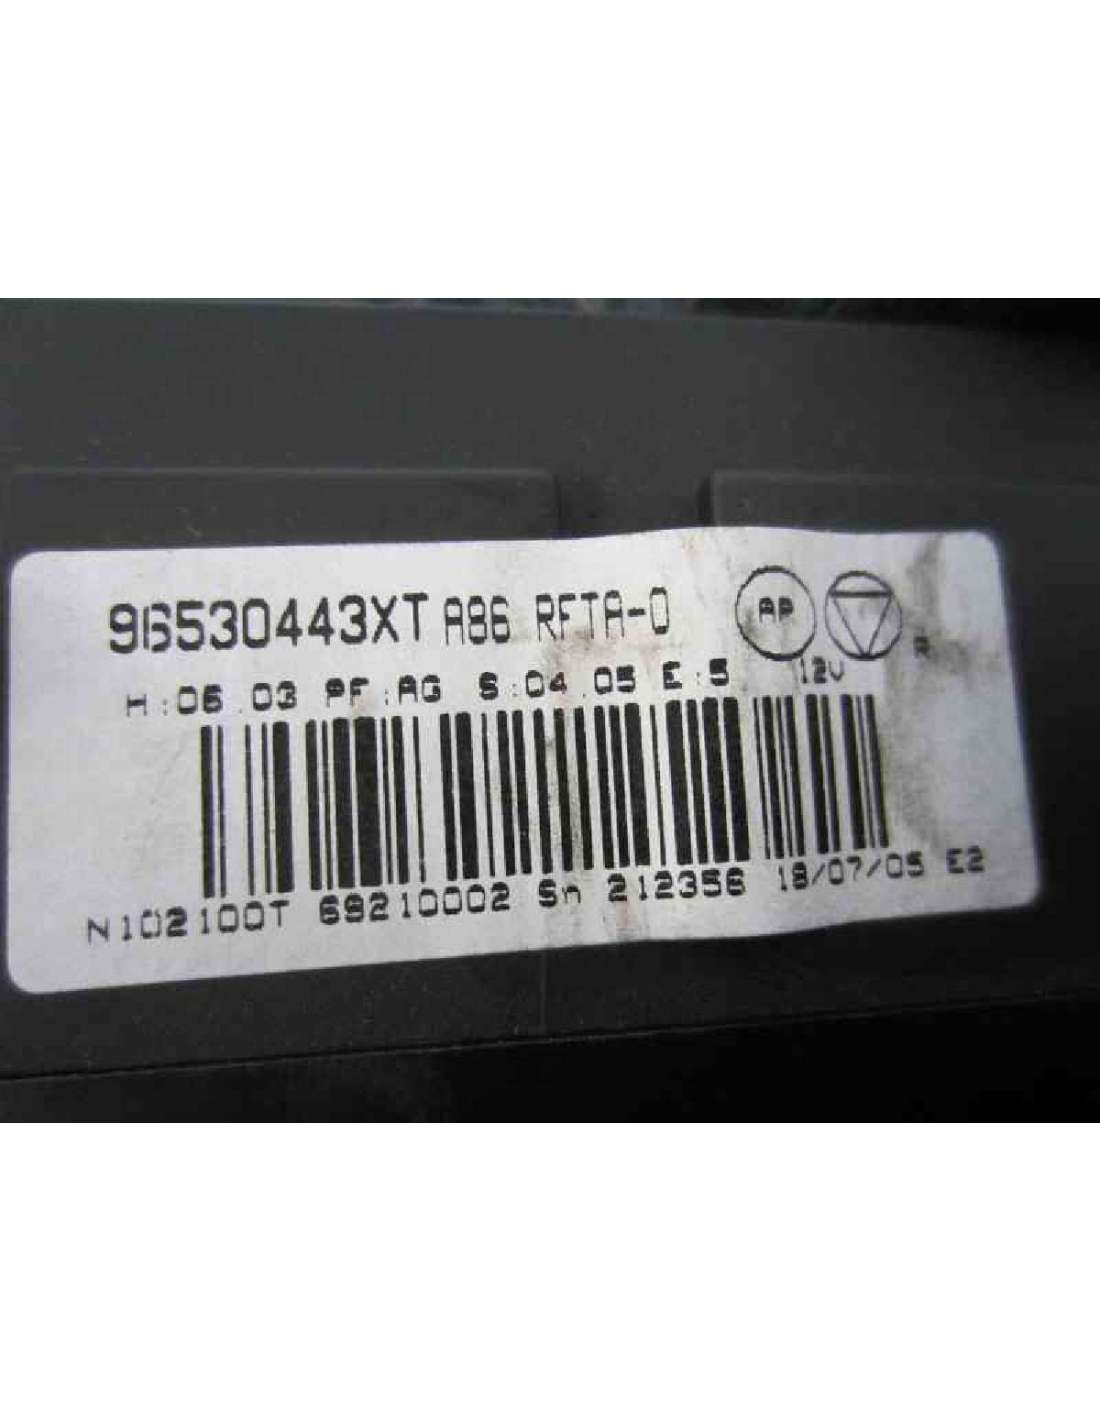 96530443XT A86 RFTA-0 AP
H:06.03 PF:AG S:04.05 E:5 12V
N102100T 69210002 Sn 212356 18/07/05 E2